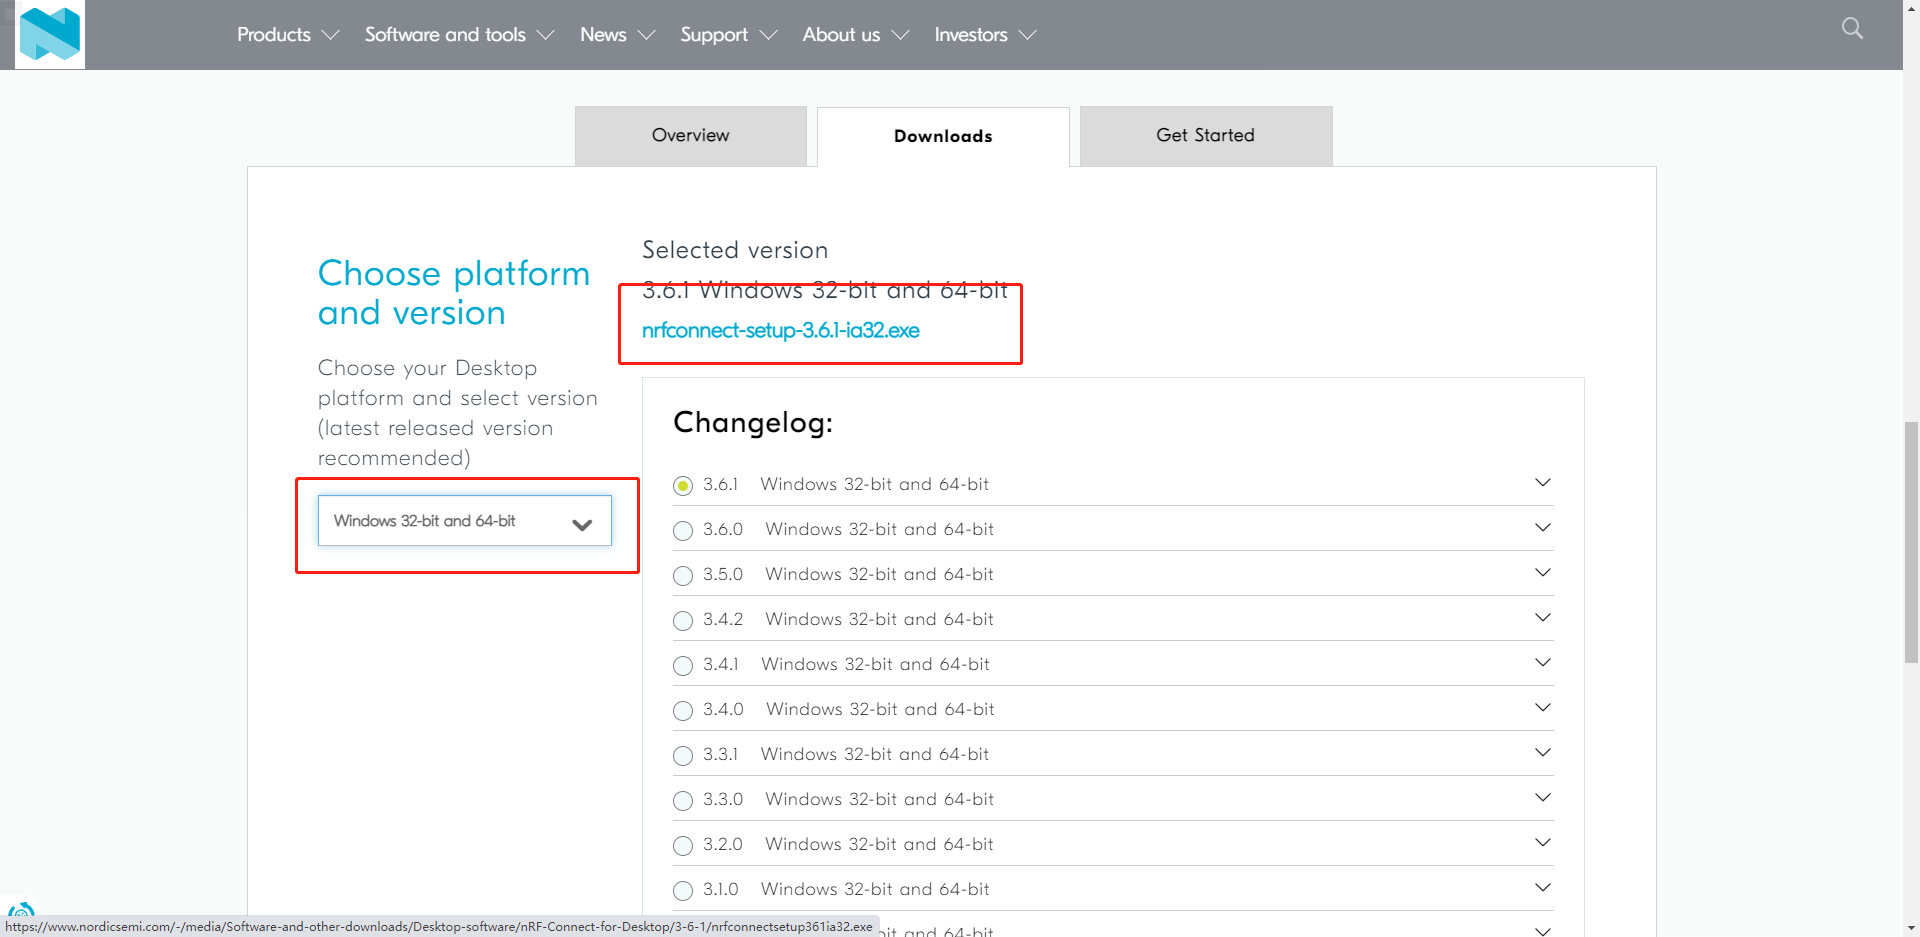 Products Software and tools News Support About us Investors
Overview Downloads Get Started
Choose platform
and version
Choose your Desktop
platform and select version
(latest released version
recommended)
Windows 32-bit and 64-bit
Selected version
3.6.1 Windows 32-bit and 64-bit
nrfconnect-setup-3.6.1-ia32.exe
Changelog:
3.6.1 Windows 32-bit and 64-bit
3.6.0 Windows 32-bit and 64-bit
3.5.0 Windows 32-bit and 64-bit
3.4.2 Windows 32-bit and 64-bit
3.4.1 Windows 32-bit and 64-bit
3.4.0 Windows 32-bit and 64-bit
3.3.1 Windows 32-bit and 64-bit
3.3.0 Windows 32-bit and 64-bit
3.2.0 Windows 32-bit and 64-bit
3.1.0 Windows 32-bit and 64-bit
and 64-bit
https://www.nordicsemi.com/-/media/Software-and-other-downloads/Desktop-software/nRF-Connect-for-Desktop/3-6-1/nrfconnectsetup361ia32.exe